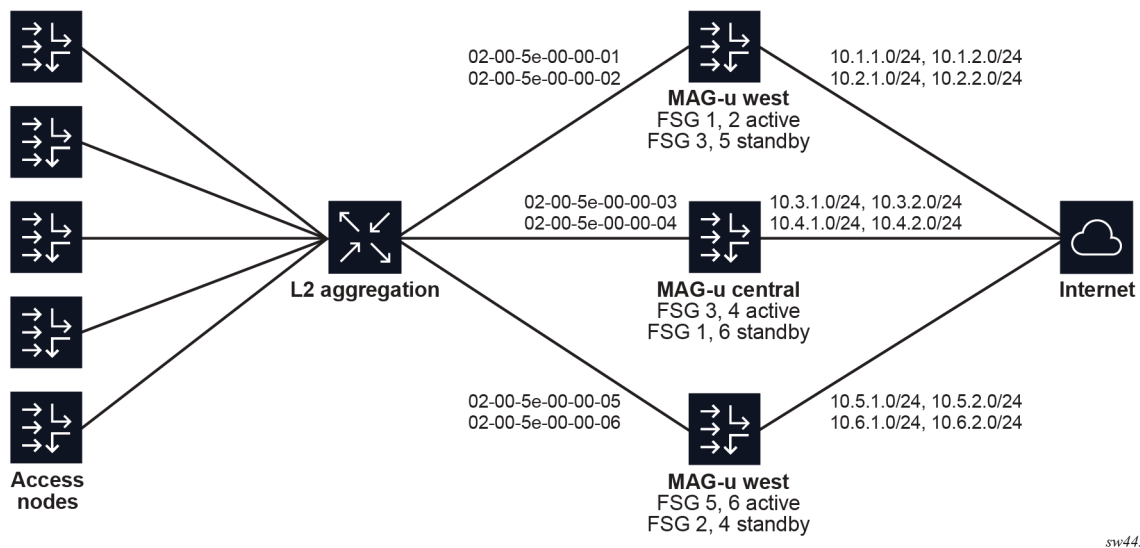 02-00-5e-00-00-01
02-00-5e-00-00-02
10.1.1.0/24, 10.1.2.0/24
10.2.1.0/24, 10.2.2.0/24
MAG-u west
FSG 1, 2 active
FSG 3, 5 standby
02-00-5e-00-00-03
02-00-5e-00-00-04
10.3.1.0/24, 10.3.2.0/24
10.4.1.0/24, 10.4.2.0/24
L2 aggregation
MAG-u central
FSG 3, 4 active
FSG 1, 6 standby
Internet
02-00-5e-00-00-05
02-00-5e-00-00-06
10.5.1.0/24, 10.5.2.0/24
10.6.1.0/24, 10.6.2.0/24
Access
nodes
MAG-u west
FSG 5, 6 active
FSG 2, 4 standby
sw44